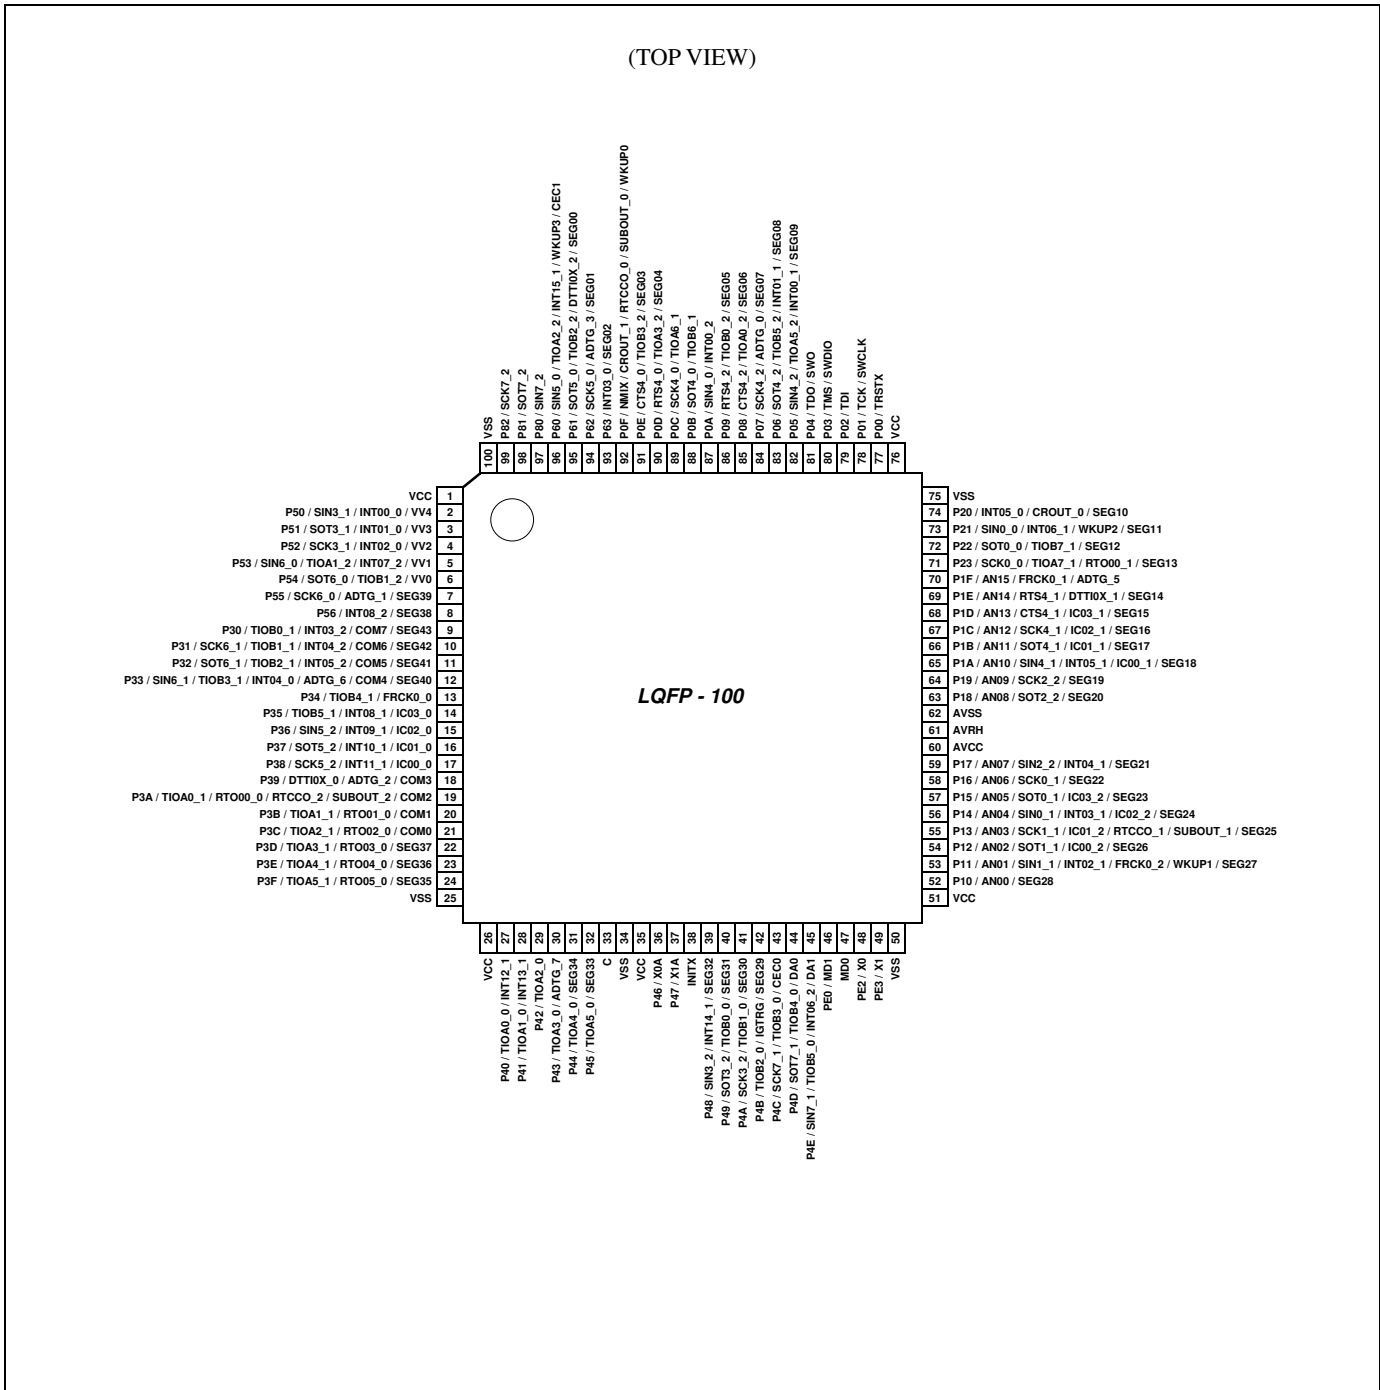 (TOP VIEW)
VSS
P82 / SCK7_2
P81 / SOT7_2
P80 / SIN7_2
P60 / SIN5_0 / TIOA2_2 / INT15_1 / WKUP3 / CEC1
P61 / SOT5_0 / TIOB2_2 / DTTI0X_2 / SEG00
P62 / SCK5_0 / ADTG_3 / SEG01
P63 / INT03_0 / SEG02
P0F / NMIX / CROUT_1 / RTCCO_0 / SUBOUT_0 / WKUP0
P0E / CTS4_0 / TIOB3_2 / SEG03
P0D / RTS4_0 / TIOA3_2 / SEG04
P0C / SCK4_0 / TIOA6_1
P0B / SOT4_0 / TIOB6_1
P0A / SIN4_0 / INT00_2
P09 / RTS4_2 / TIOB0_2 / SEG05
P08 / CTS4_2 / TIOA0_2 / SEG06
P07 / SCK4_2 / ADTG_0 / SEG07
P06 / SOT4_2 / TIOB5_2 / INT01_1 / SEG08
P05 / SIN4_2 / TIOA5_2 / INT00_1 / SEG09
P04 / TDO / SWO
P03 / TMS / SWDIO
P02 / TDI
P01 / TCK / SWCLK
P00 / TRSTX
VCC
100 99 98 97 96 95 94 93 92 91 90 89 88 87 86 85 84 83 82 81 80 79 78 77 76
VCC 1
P50 / SIN3_1 / INT00_0 / VV4 2
P51 / SOT3_1 / INT01_0 / VV3 3
P52 / SCK3_1 / INT02_0 / VV2 4
P53 / SIN6_0 / TIOA1_2 / INT07_2 / VV1 5
P54 / SOT6_0 / TIOB1_2 / VV0 6
P55 / SCK6_0 / ADTG_1 / SEG39 7
P56 / INT08_2 / SEG38 8
P30 / TIOB0_1 / INT03_2 / COM7 / SEG43 9
P31 / SCK6_1 / TIOB1_1 / INT04_2 / COM6 / SEG42 10
P32 / SOT6_1 / TIOB2_1 / INT05_2 / COM5 / SEG41 11
P33 / SIN6_1 / TIOB3_1 / INT04_0 / ADTG_6 / COM4 / SEG40 12
P34 / TIOB4_1 / FRCK0_0 13
P35 / TIOB5_1 / INT08_1 / IC03_0 14
P36 / SIN5_2 / INT09_1 / IC02_0 15
P37 / SOT5_2 / INT10_1 / IC01_0 16
P38 / SCK5_2 / INT11_1 / IC00_0 17
P39 / DTTI0X_0 / ADTG_2 / COM3 18
P3A / TIOA0_1 / RTO00_0 / RTCCO_2 / SUBOUT_2 / COM2 19
P3B / TIOA1_1 / RTO01_0 / COM1 20
P3C / TIOA2_1 / RTO02_0 / COM0 21
P3D / TIOA3_1 / RTO03_0 / SEG37 22
P3E / TIOA4_1 / RTO04_0 / SEG36 23
P3F / TIOA5_1 / RTO05_0 / SEG35 24
VSS 25
LQFP - 100
75 VSS
74 P20 / INT05_0 / CROUT_0 / SEG10
73 P21 / SIN0_0 / INT06_1 / WKUP2 / SEG11
72 P22 / SOT0_0 / TIOB7_1 / SEG12
71 P23 / SCK0_0 / TIOA7_1 / RTO00_1 / SEG13
70 P1F / AN15 / FRCK0_1 / ADTG_5
69 P1E / AN14 / RTS4_1 / DTTI0X_1 / SEG14
68 P1D / AN13 / CTS4_1 / IC03_1 / SEG15
67 P1C / AN12 / SCK4_1 / IC02_1 / SEG16
66 P1B / AN11 / SOT4_1 / IC01_1 / SEG17
65 P1A / AN10 / SIN4_1 / INT05_1 / IC00_1 / SEG18
64 P19 / AN09 / SCK2_2 / SEG19
63 P18 / AN08 / SOT2_2 / SEG20
62 AVSS
61 AVRH
60 AVCC
59 P17 / AN07 / SIN2_2 / INT04_1 / SEG21
58 P16 / AN06 / SCK0_1 / SEG22
57 P15 / AN05 / SOT0_1 / IC03_2 / SEG23
56 P14 / AN04 / SIN0_1 / INT03_1 / IC02_2 / SEG24
55 P13 / AN03 / SCK1_1 / IC01_2 / RTCCO_1 / SUBOUT_1 / SEG25
54 P12 / AN02 / SOT1_1 / IC00_2 / SEG26
53 P11 / AN01 / SIN1_1 / INT02_1 / FRCK0_2 / WKUP1 / SEG27
52 P10 / AN00 / SEG28
51 VCC
26 27 28 29 30 31 32 33 34 35 36 37 38 39 40 41 42 43 44 45 46 47 48 49 50
VCC
P40 / TIOA0_0 / INT12_1
P41 / TIOA1_0 / INT13_1
P42 / TIOA2_0
P43 / TIOA3_0 / ADTG_7
P44 / TIOA4_0 / SEG34
P45 / TIOA5_0 / SEG33
C
VSS
VCC
P46 / X0A
P47 / X1A
INITX
P48 / SIN3_2 / INT14_1 / SEG32
P49 / SOT3_2 / TIOB0_0 / SEG31
P4A / SCK3_2 / TIOB1_0 / SEG30
P4B / TIOB2_0 / IGTRG / SEG29
P4C / SCK7_1 / TIOB3_0 / CEC0
P4D / SOT7_1 / TIOB4_0 / DA0
P4E / SIN7_1 / TIOB5_0 / INT06_2 / DA1
PE0 / MD1
MD0
PE2 / X0
PE3 / X1
VSS